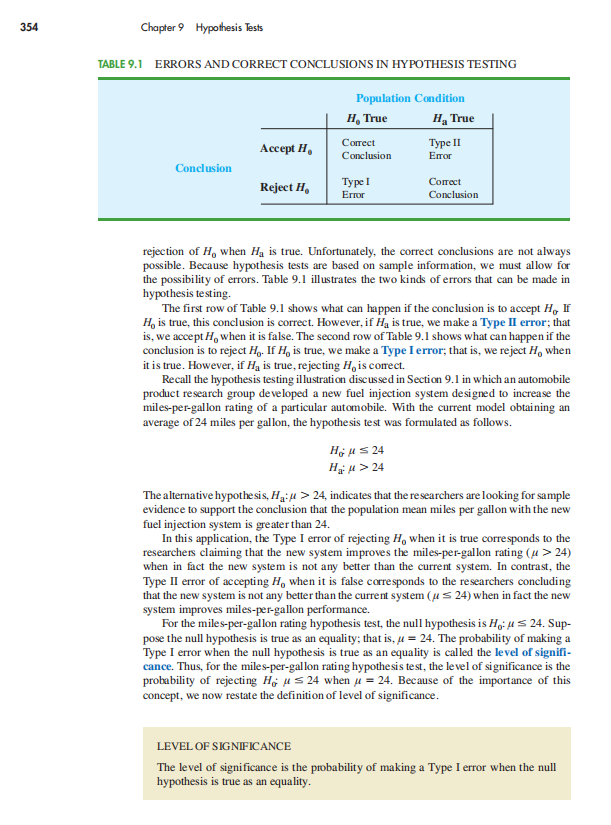 354
Chapter 9 Hypothesis Tests
TABLE 9.1 ERRORS AND CORRECT CONCLUSIONS IN HYPOTHESIS TESTING
Population Condition
H₀ True Hₐ True
Accept H₀ Correct Conclusion Type II Error
Conclusion
Reject H₀ Type I Error Correct Conclusion
rejection of H₀ when Hₐ is true. Unfortunately, the correct conclusions are not always
possible. Because hypothesis tests are based on sample information, we must allow for
the possibility of errors. Table 9.1 illustrates the two kinds of errors that can be made in
hypothesis testing.
The first row of Table 9.1 shows what can happen if the conclusion is to accept H₀. If
H₀ is true, this conclusion is correct. However, if Hₐ is true, we make a Type II error; that
is, we accept H₀ when it is false. The second row of Table 9.1 shows what can happen if the
conclusion is to reject H₀. If H₀ is true, we make a Type I error; that is, we reject H₀ when
it is true. However, if Hₐ is true, rejecting H₀ is correct.
Recall the hypothesis testing illustration discussed in Section 9.1 in which an automobile
product research group developed a new fuel injection system designed to increase the
miles-per-gallon rating of a particular automobile. With the current model obtaining an
average of 24 miles per gallon, the hypothesis test was formulated as follows.
H₀: μ ≤ 24
Hₐ: μ > 24
The alternative hypothesis, Hₐ: μ > 24, indicates that the researchers are looking for sample
evidence to support the conclusion that the population mean miles per gallon with the new
fuel injection system is greater than 24.
In this application, the Type I error of rejecting H₀ when it is true corresponds to the
researchers claiming that the new system improves the miles-per-gallon rating (μ > 24)
when in fact the new system is not any better than the current system. In contrast, the
Type II error of accepting H₀ when it is false corresponds to the researchers concluding
that the new system is not any better than the current system (μ ≤ 24) when in fact the new
system improves miles-per-gallon performance.
For the miles-per-gallon rating hypothesis test, the null hypothesis is H₀: μ ≤ 24. Sup-
pose the null hypothesis is true as an equality; that is, μ = 24. The probability of making a
Type I error when the null hypothesis is true as an equality is called the level of signifi-
cance. Thus, for the miles-per-gallon rating hypothesis test, the level of significance is the
probability of rejecting H₀: μ ≤ 24 when μ = 24. Because of the importance of this
concept, we now restate the definition of level of significance.
LEVEL OF SIGNIFICANCE
The level of significance is the probability of making a Type I error when the null
hypothesis is true as an equality.